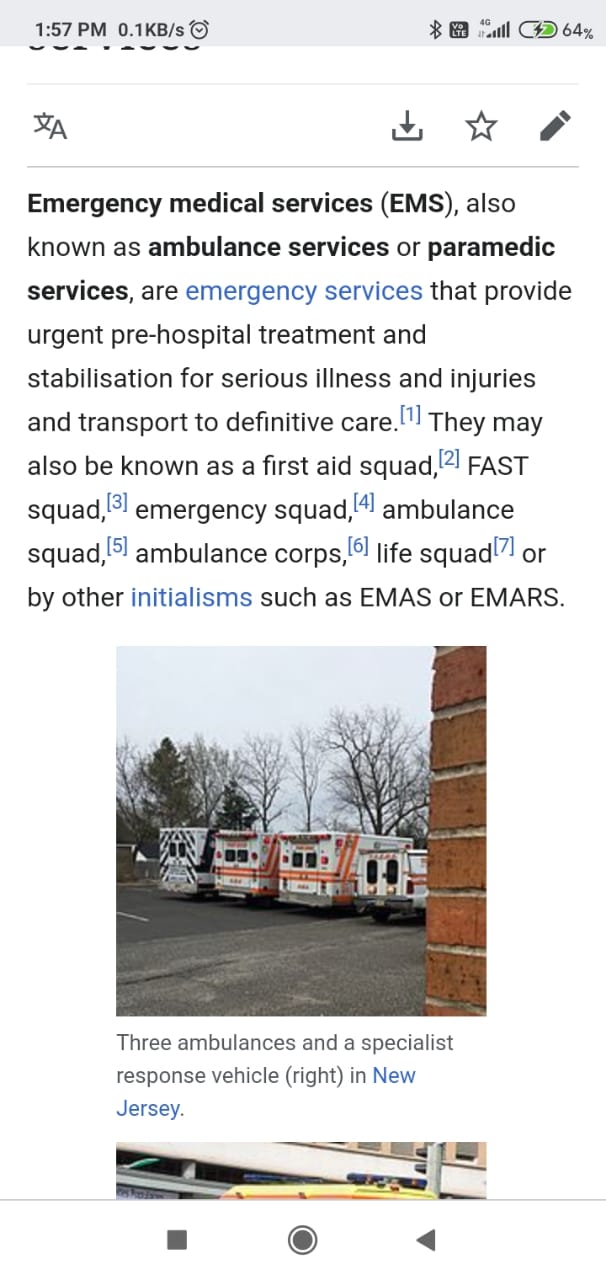 1:57 PM 0.1KB/s 4G 64%
Services
Emergency medical services (EMS), also
known as ambulance services or paramedic
services, are emergency services that provide
urgent pre-hospital treatment and
stabilisation for serious illness and injuries
and transport to definitive care.[1] They may
also be known as a first aid squad,[2] FAST
squad,[3] emergency squad,[4] ambulance
squad,[5] ambulance corps,[6] life squad[7] or
by other initialisms such as EMAS or EMARS.
Three ambulances and a specialist
response vehicle (right) in New
Jersey.